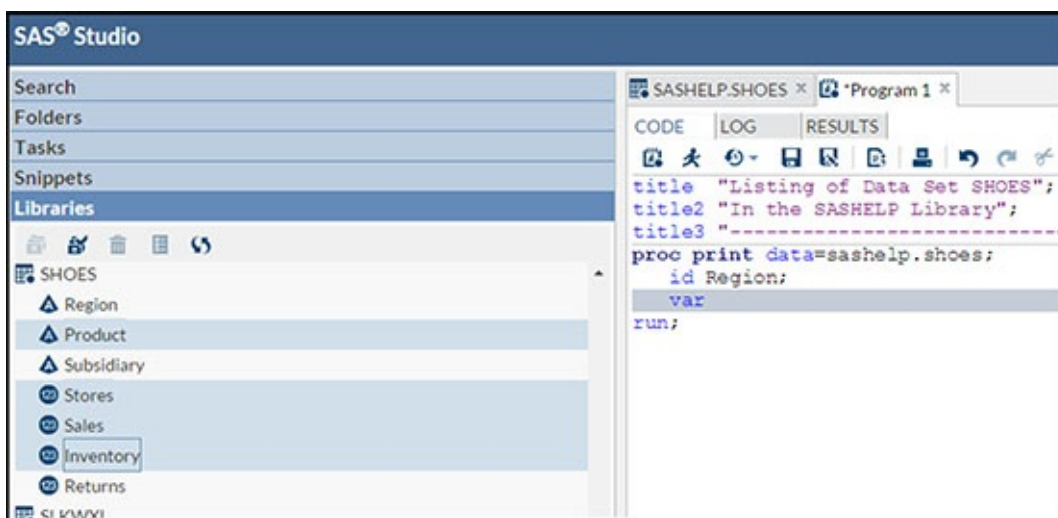 SAS® Studio
Search
Folders
Tasks
Snippets
Libraries
SHOES
Region
Product
Subsidiary
Stores
Sales
Inventory
Returns
SASHELP.SHOES × *Program 1 ×
CODE LOG RESULTS
title "Listing of Data Set SHOES";
title2 "In the SASHELP Library";
title3 "----------------------------
proc print data=sashelp.shoes;
id Region;
var
run;